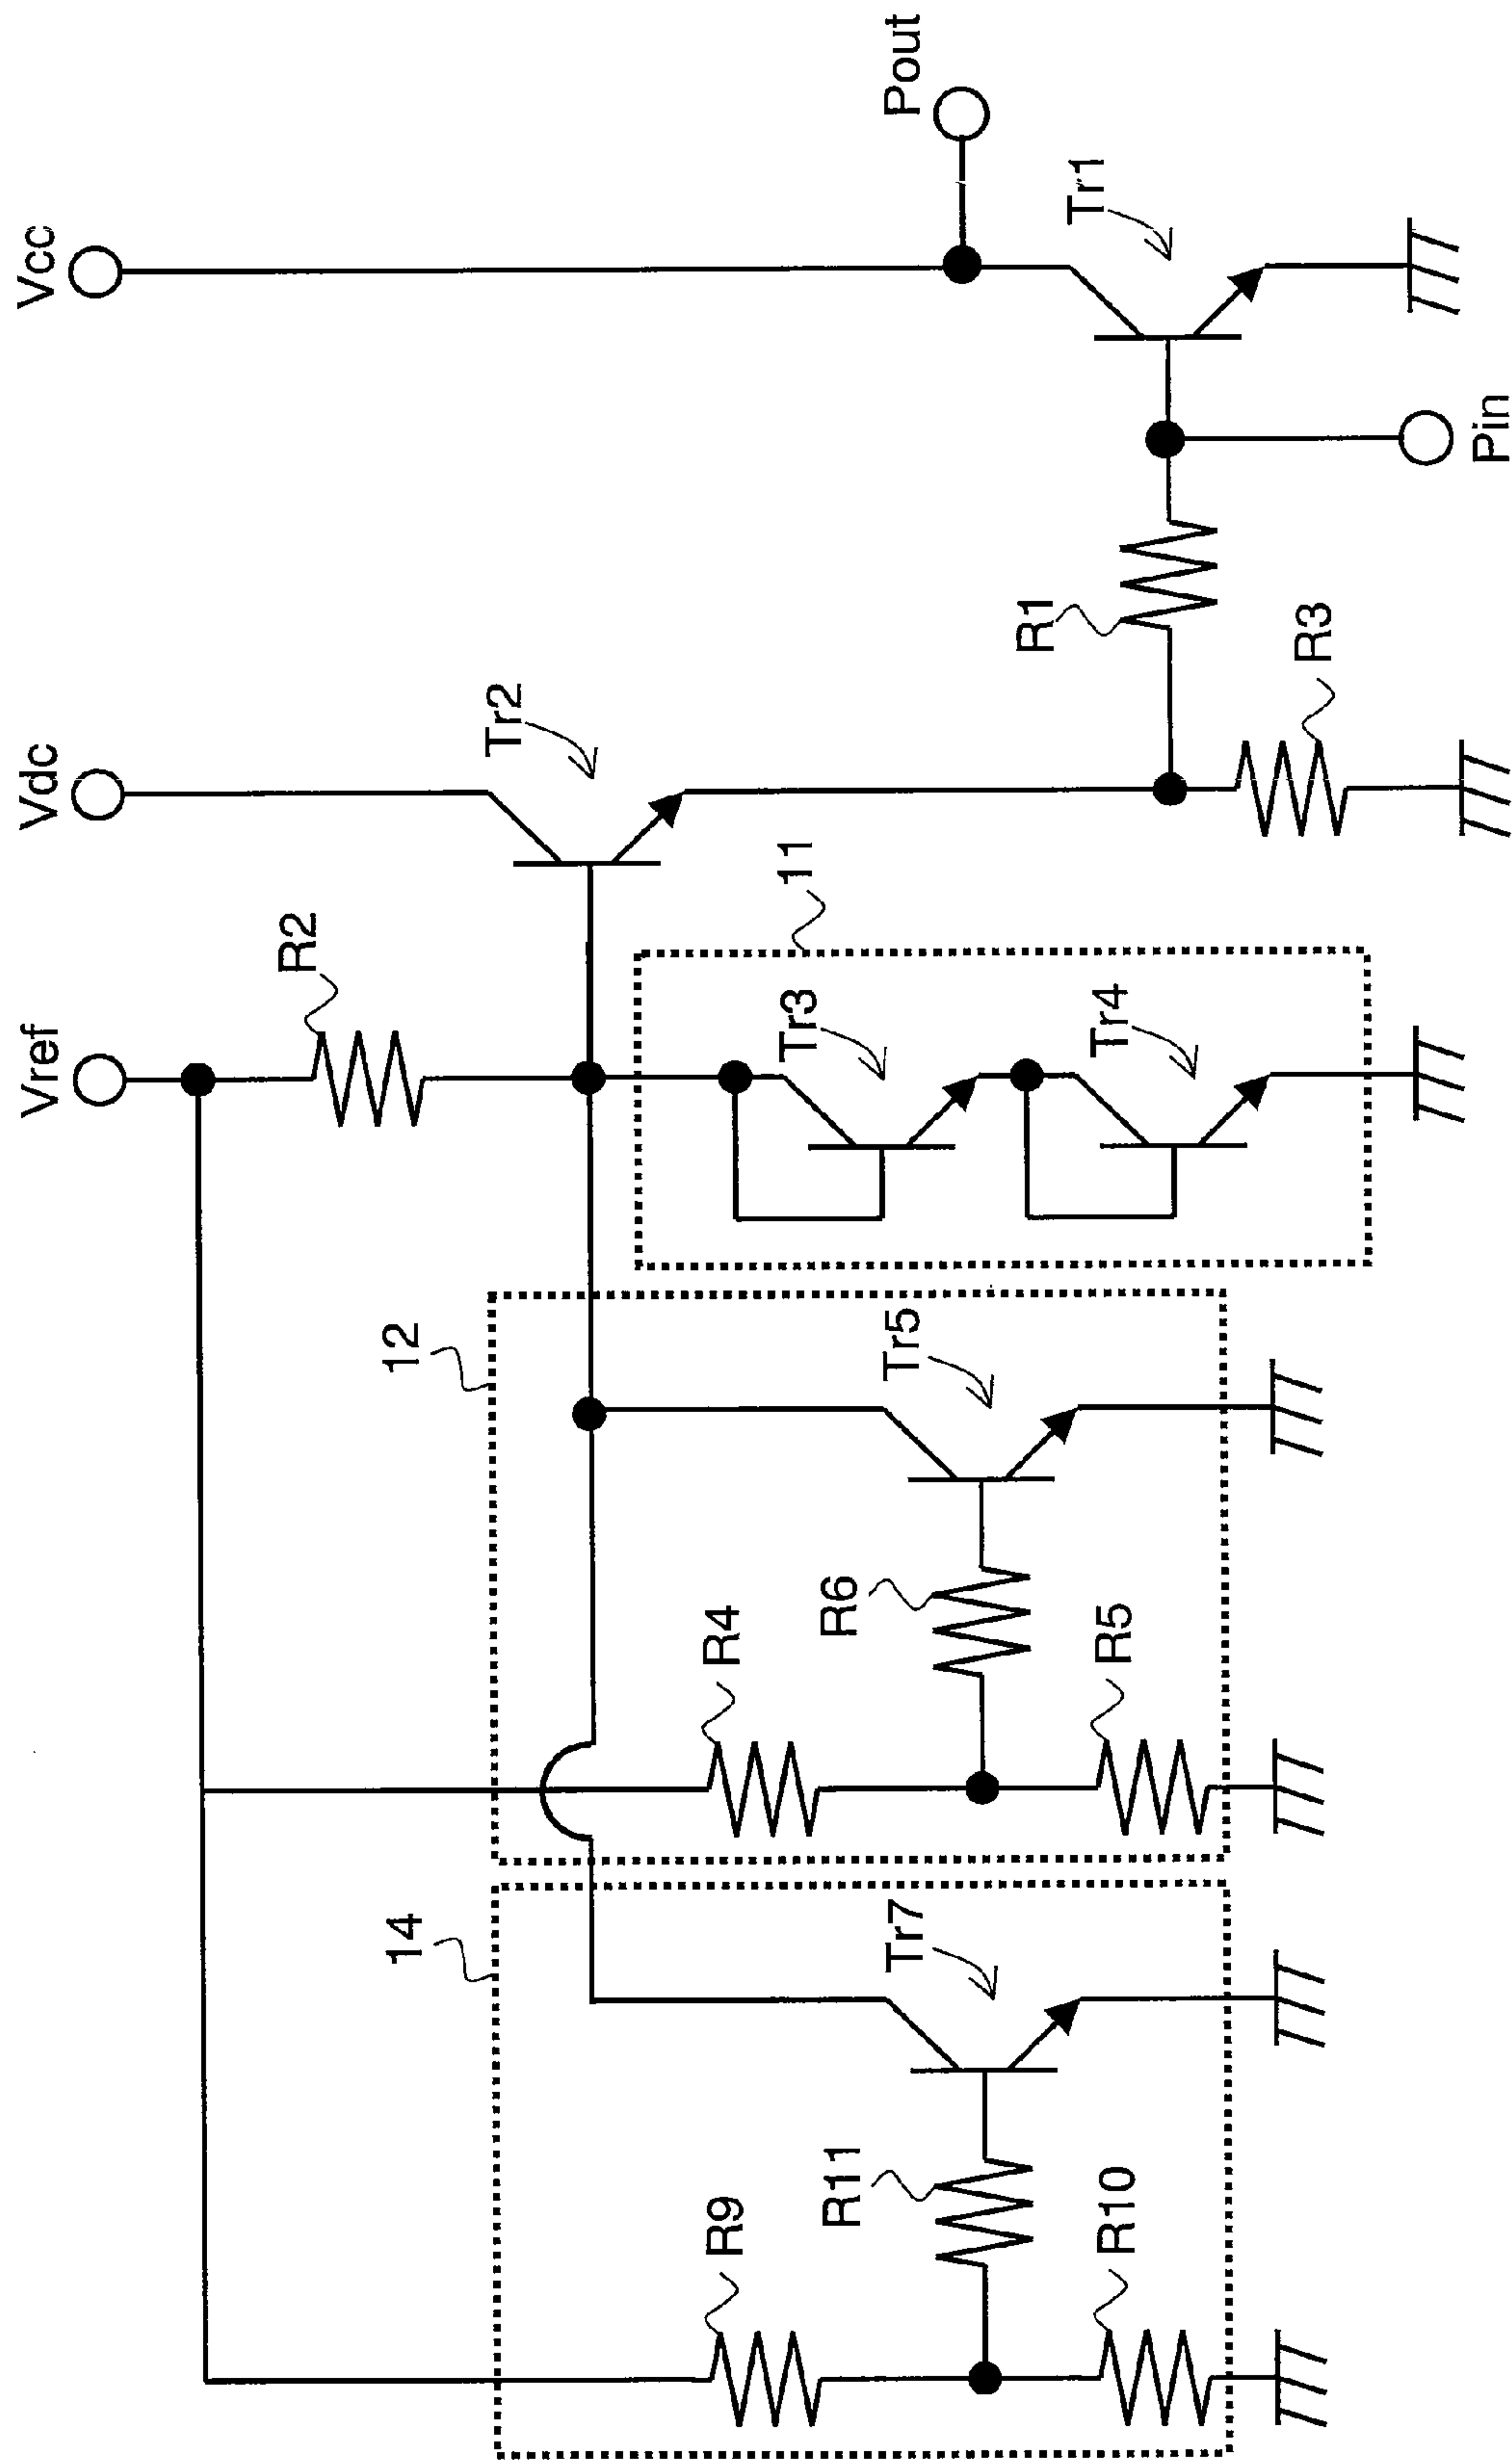 Vcc
Vdc
Vref
Pout
Tr1
Tr2
R2
R1
Pin
R3
11
Tr3
Tr4
12
Tr5
R6
R4
R5
14
Tr7
R11
R9
R10